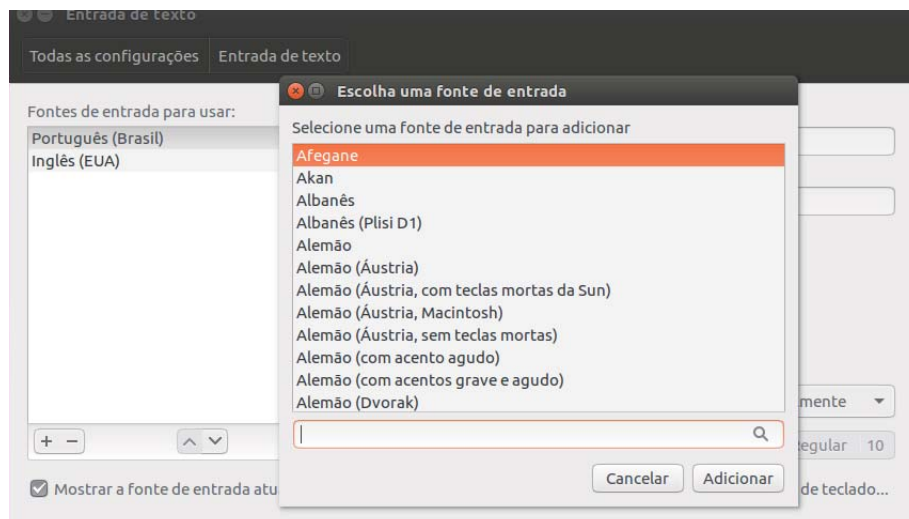 Entrada de texto
Todas as configurações Entrada de texto
Escolha uma fonte de entrada
Fontes de entrada para usar:
Português (Brasil)
Inglês (EUA)
Selecione uma fonte de entrada para adicionar
Afegane
Akan
Albanês
Albanês (Plisi D1)
Alemão
Alemão (Áustria)
Alemão (Áustria, com teclas mortas da Sun)
Alemão (Áustria, Macintosh)
Alemão (Áustria, sem teclas mortas)
Alemão (com acento agudo)
Alemão (com acentos grave e agudo)
Alemão (Dvorak)
Cancelar Adicionar
mente
egular 10
Mostrar a fonte de entrada atu
de teclado...